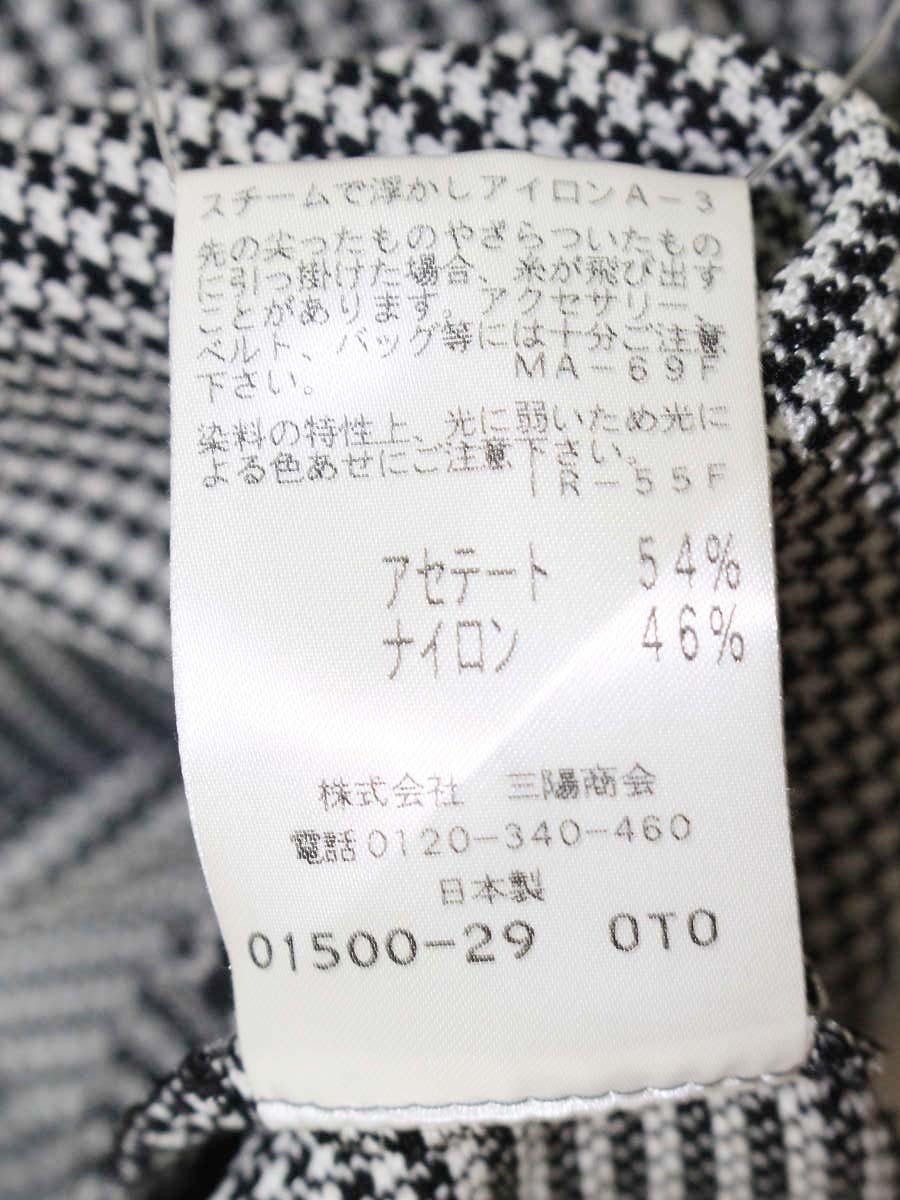 スチームで浮かしアイロンA-3
先の尖ったものやざらついたもの
に引っ掛けた場合、糸が飛び出す
ことがあります。アクセサリー、
ベルト、バッグ等には十分ご注意
下さい。 MA-69F
染料の特性上、光に弱いため光に
よる色あせにご注意下さい。
IR-55F
アセテート 54%
ナイロン 46%
株式会社 三陽商会
電話0120-340-460
日本製
01500-29 0T0